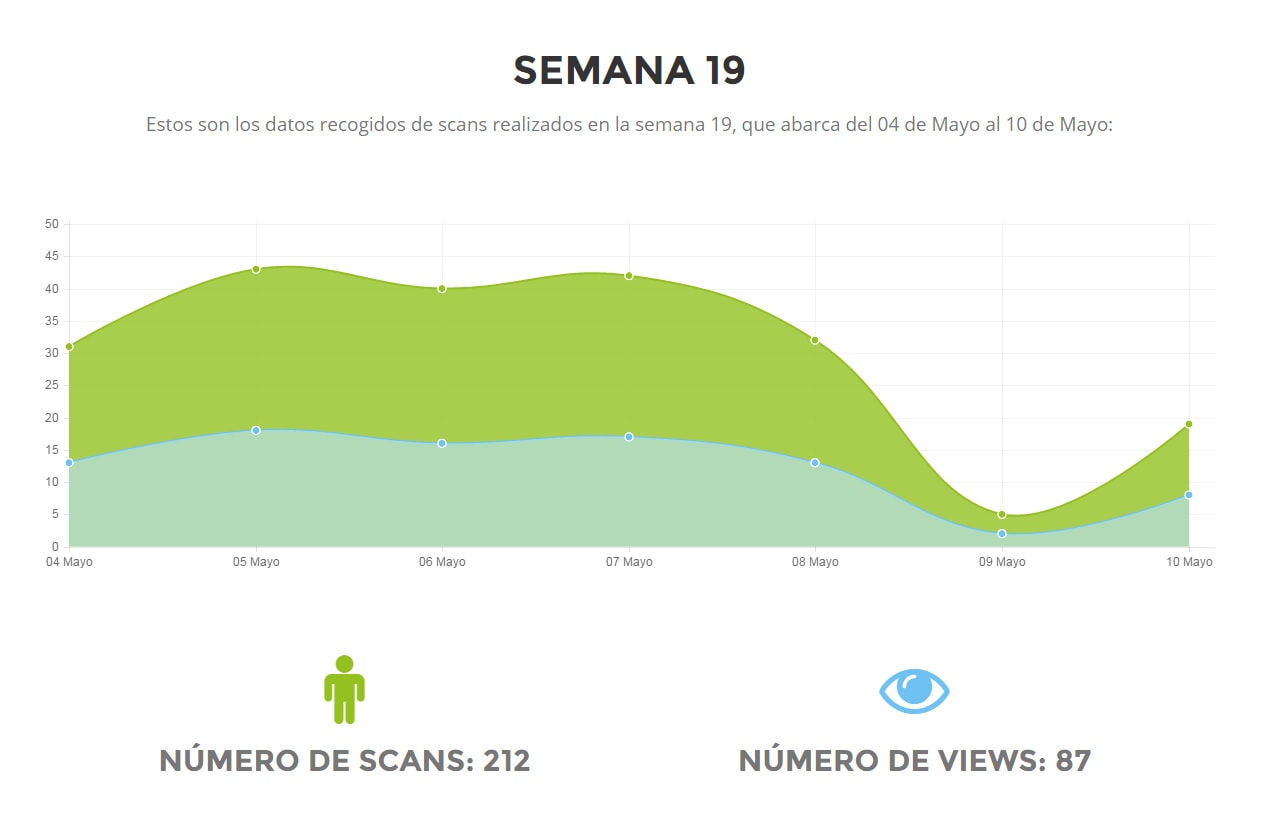 SEMANA 19
Estos son los datos recogidos de scans realizados en la semana 19, que abarca del 04 de Mayo al 10 de Mayo:
50
45
40
35
30
25
20
15
10
5
0
04 Mayo 05 Mayo 06 Mayo 07 Mayo 08 Mayo 09 Mayo 10 Mayo
NÚMERO DE SCANS: 212
NÚMERO DE VIEWS: 87